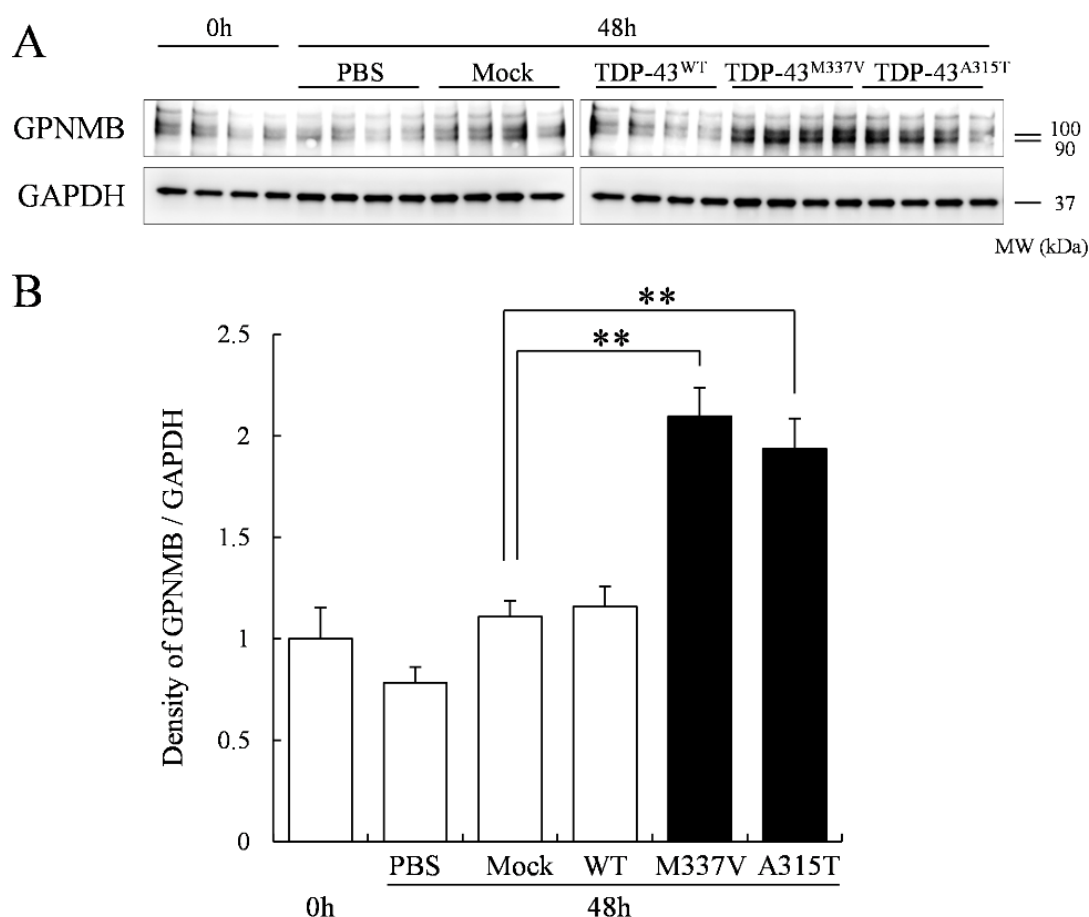 A
0h
48h
PBS
Mock
TDP-43WT
TDP-43M337V
TDP-43A315T
GPNMB
100
90
GAPDH
37
MW (kDa)
B
**
**
Density of GPNMB / GAPDH
2.5
2
1.5
1
0.5
0
PBS
Mock
WT
M337V
A315T
0h
48h